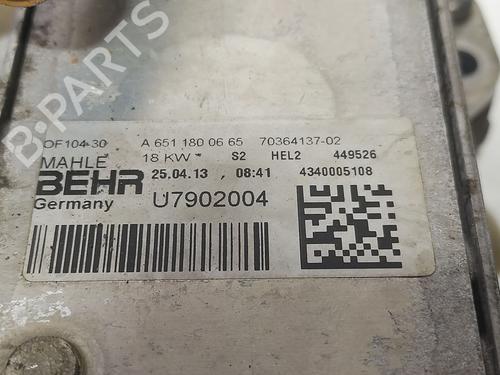 B-PARTS
OF104-30 A 651 180 06 65 70364137-02
MAHLE 18 KW * S2 HEL2 449526
BEHR 25.04.13 , 08:41 4340005108
Germany U7902004